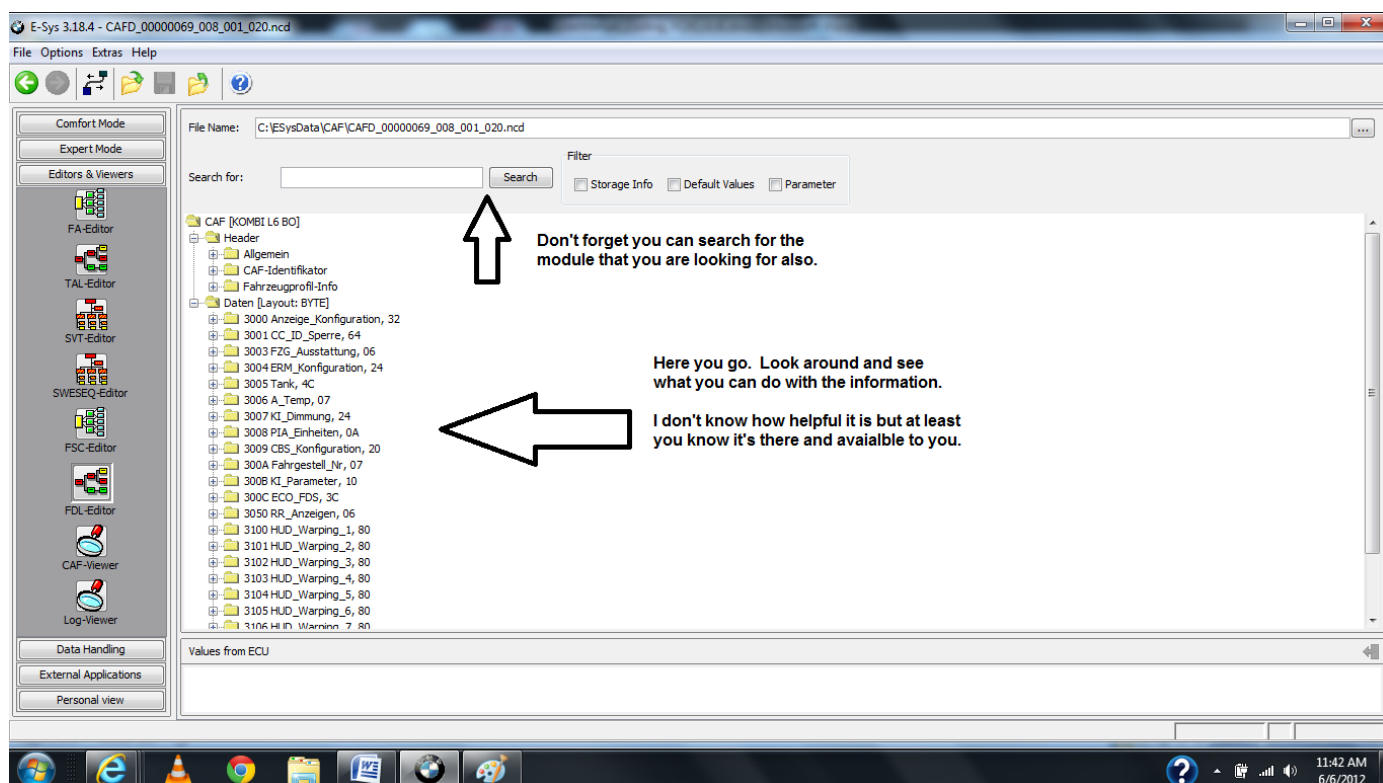 E-Sys 3.18.4 - CAFD_00000069_008_001_020.ncd
File Options Extras Help
Comfort Mode
Expert Mode
Editors & Viewers
FA-Editor
TAL-Editor
SVT-Editor
SWESEQ-Editor
FSC-Editor
FDL-Editor
CAF-Viewer
Log-Viewer
Data Handling
External Applications
Personal view
File Name: C:\ESysData\CAF\CAFD_00000069_008_001_020.ncd ...
Filter
Search for: Search Storage Info Default Values Parameter
CAF [KOMBI L6 BO]
Header
Allgemein
CAF-Identifikator
Fahrzeugprofil-Info
Daten [Layout: BYTE]
3000 Anzeige_Konfiguration, 32
3001 CC_ID_Sperre, 64
3003 FZG_Ausstattung, 06
3004 ERM_Konfiguration, 24
3005 Tank, 4C
3006 A_Temp, 07
3007 KI_Dimmung, 24
3008 PIA_Einheiten, 0A
3009 CBS_Konfiguration, 20
300A Fahrgestell_Nr, 07
300B KI_Parameter, 10
300C ECO_FDS, 3C
3050 RR_Anzeigen, 06
3100 HUD_Warping_1, 80
3101 HUD_Warping_2, 80
3102 HUD_Warping_3, 80
3103 HUD_Warping_4, 80
3104 HUD_Warping_5, 80
3105 HUD_Warping_6, 80
3106 HUD_Warping_7, 80
Don't forget you can search for the
module that you are looking for also.
Here you go. Look around and see
what you can do with the information.
I don't know how helpful it is but at least
you know it's there and avaialble to you.
Values from ECU
11:42 AM
6/6/2012